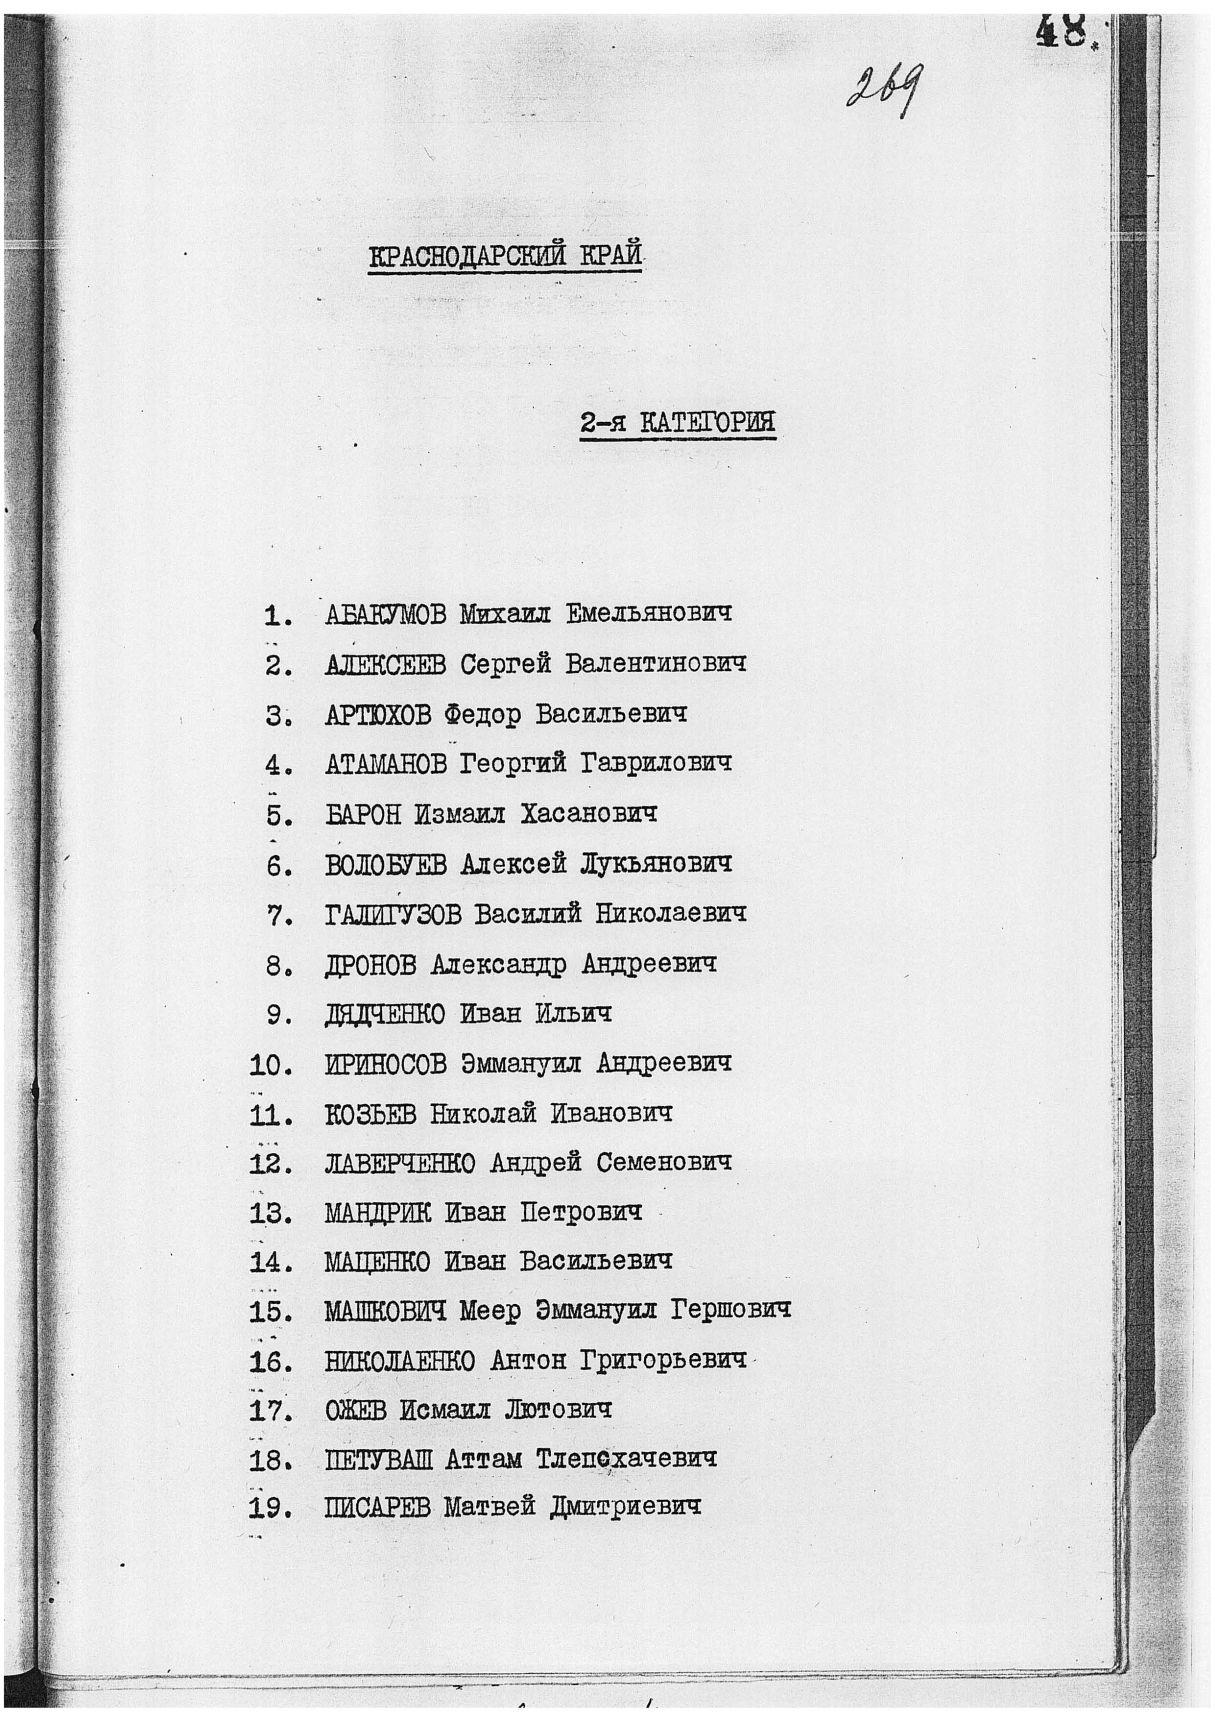 48.
269
КРАСНОДАРСКИЙ КРАЙ
2-я КАТЕГОРИЯ
1. АБАКУМОВ Михаил Емельянович
2. АЛЕКСЕЕВ Сергей Валентинович
3. АРТЮХОВ Федор Васильевич
4. АТАМАНОВ Георгий Гаврилович
5. БАРОН Измаил Хасанович
6. ВОЛОБУЕВ Алексей Лукьянович
7. ГАЛИГУЗОВ Василий Николаевич
8. ДРОНОВ Александр Андреевич
9. ДЯДЧЕНКО Иван Ильич
10. ИРИНОСОВ Эммануил Андреевич
11. КОЗЬЕВ Николай Иванович
12. ЛАВЕРЧЕНКО Андрей Семенович
13. МАНДРИК Иван Петрович
14. МАЦЕНКО Иван Васильевич
15. МАШКОВИЧ Меер Эммануил Гершович
16. НИКОЛАЕНКО Антон Григорьевич
17. ОЖЕВ Исмаил Лютович
18. ПЕТУВАШ Аттам Тлепсхачевич
19. ПИСАРЕВ Матвей Дмитриевич